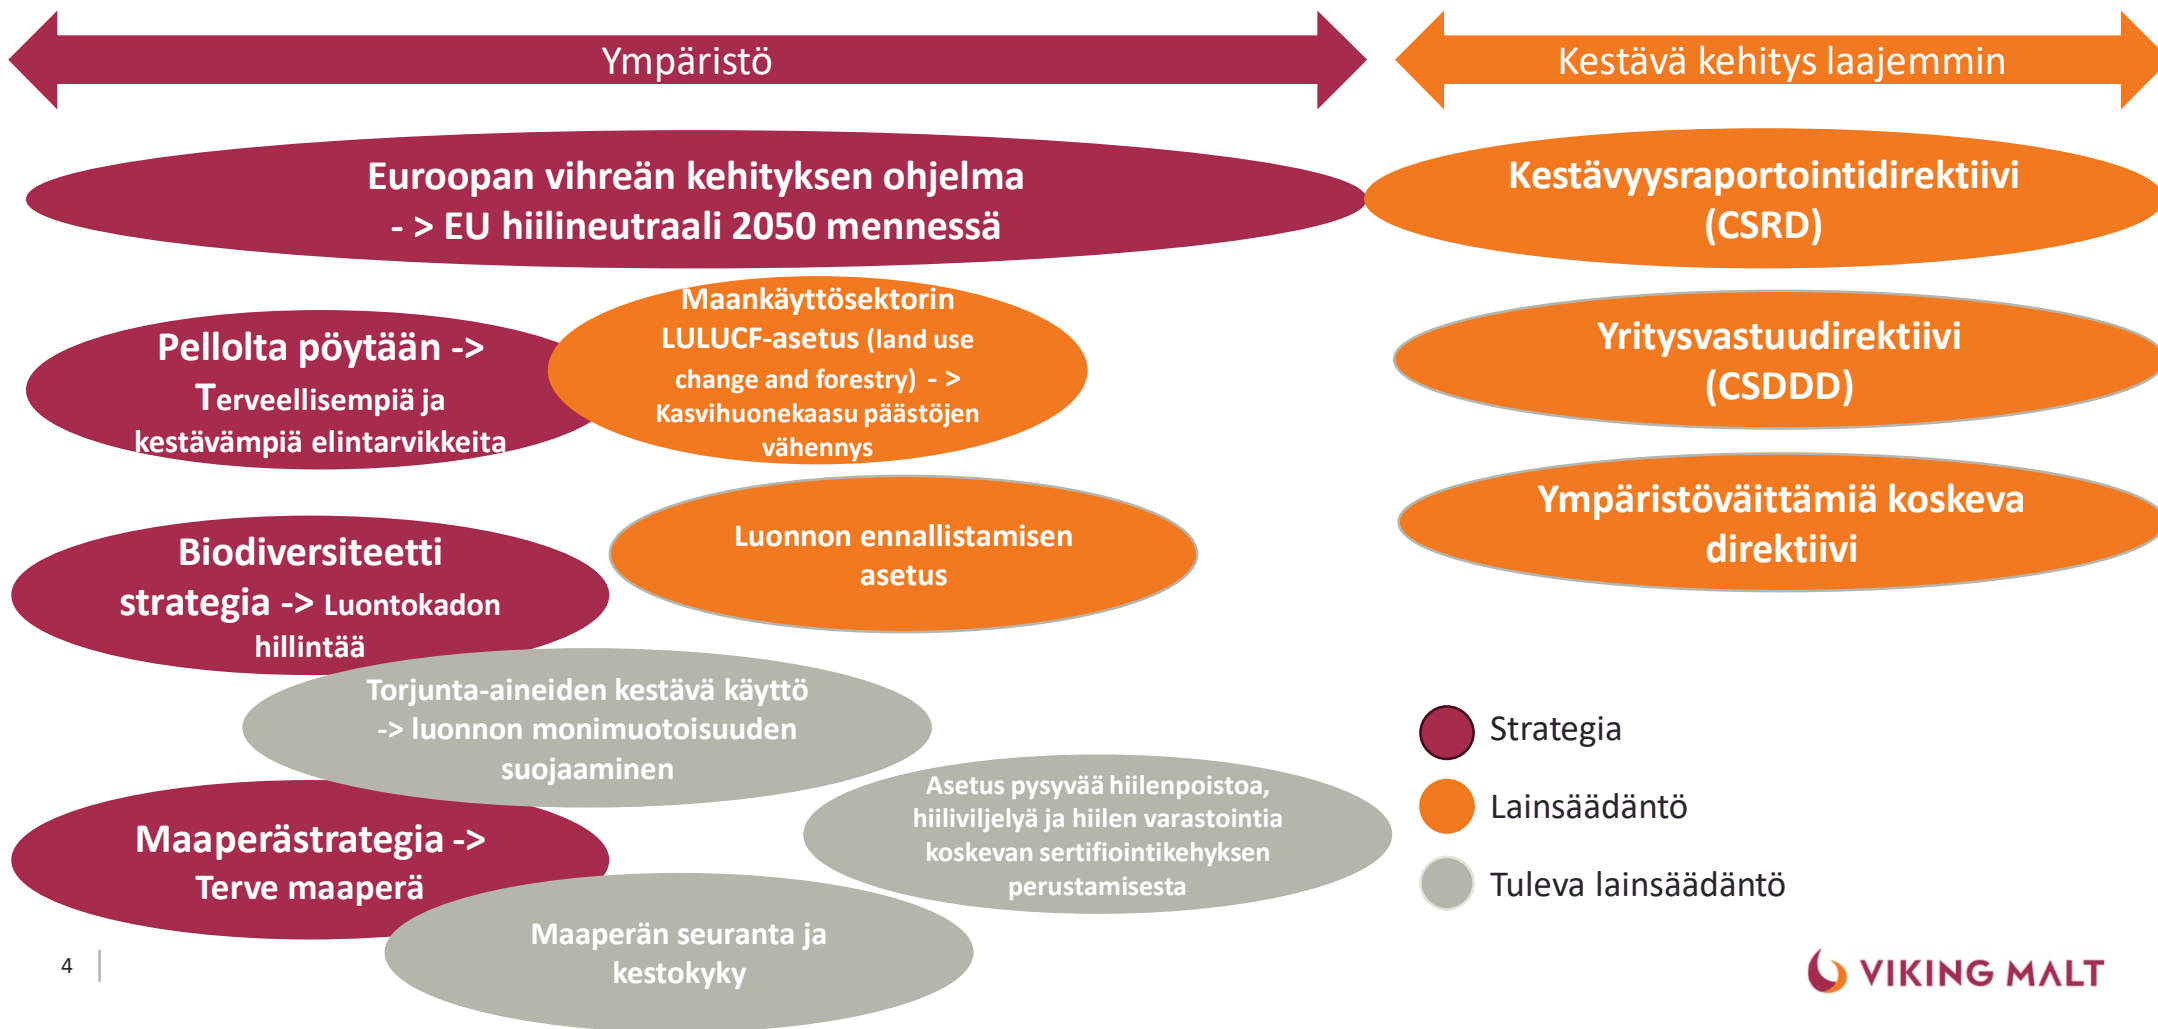 Ympäristö
Kestävä kehitys laajemmin
Euroopan vihreän kehityksen ohjelma
- > EU hiilineutraali 2050 mennessä
Kestävyysraportointidirektiivi
(CSRD)
Pellolta pöytään ->
Terveellisempiä ja
kestävämpiä elintarvikkeita
Maankäyttösektorin
LULUCF-asetus (land use
change and forestry) - >
Kasvihuonekaasu päästöjen
vähennys
Yritysvastuudirektiivi
(CSDDD)
Biodiversiteetti
strategia -> Luontokadon
hillintää
Luonnon ennallistamisen
asetus
Ympäristöväittämiä koskeva
direktiivi
Torjunta-aineiden kestävä käyttö
-> luonnon monimuotoisuuden
suojaaminen
Maaperästrategia ->
Terve maaperä
Asetus pysyvää hiilenpoistoa,
hiiliviljelyä ja hiilen varastointia
koskevan sertifiointikehyksen
perustamisesta
Maaperän seuranta ja
kestokyky
Strategia
Lainsäädäntö
Tuleva lainsäädäntö
4
VIKING MALT